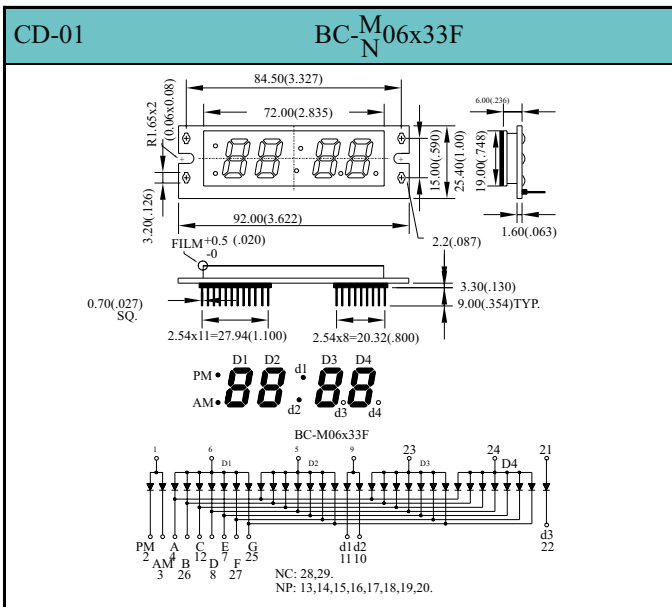 CD-01
BC-M/N06x33F
84.50(3.327)
72.00(2.835)
R1.65x2
(0.06x0.08)
3.20(.126)
92.00(3.622)
15.00(.590)
25.40(1.00)
2.2(.087)
6.00(.236)
19.00(.748)
1.60(.063)
FILM+0.5 (.020)
-0
0.70(.027)
SQ.
3.30(.130)
9.00(.354)TYP.
2.54x11=27.94(1.100)
2.54x8=20.32(.800)
D1 D2 D3 D4
PM
AM
d1
d2
d3
d4
BC-M06x33F
1 6 5 9 23 24 21
D1 D2 D3 D4
PM A C E G d1d2 d3
2 4 12 7 25 11 10 22
AM B D F
3 26 8 27
NC: 28,29.
NP: 13,14,15,16,17,18,19,20.